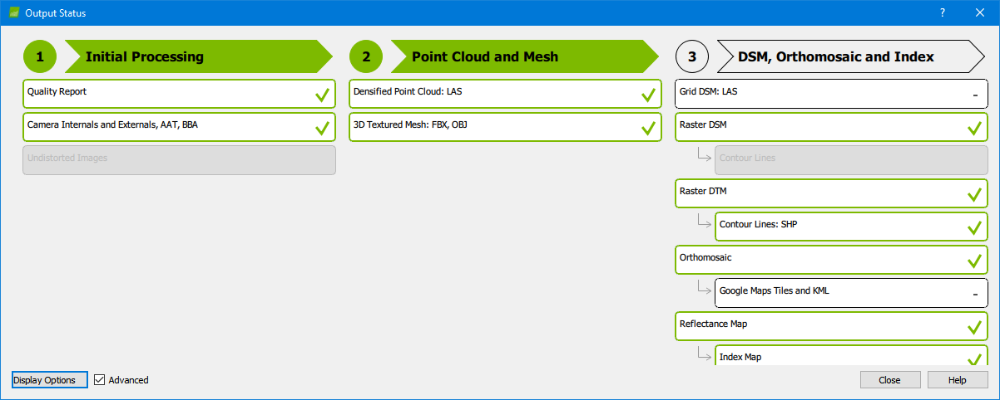 Output Status
?
1
Initial Processing
Quality Report
Camera Internals and Externals, AAT, BBA
Undistorted Images
2
Point Cloud and Mesh
Densified Point Cloud: LAS
3D Textured Mesh: FBX, OBJ
3
DSM, Orthomosaic and Index
Grid DSM: LAS -
Raster DSM
Contour Lines
Raster DTM
Contour Lines: SHP
Orthomosaic
Google Maps Tiles and KML -
Reflectance Map
Index Map
Display Options
Advanced
Close
Help